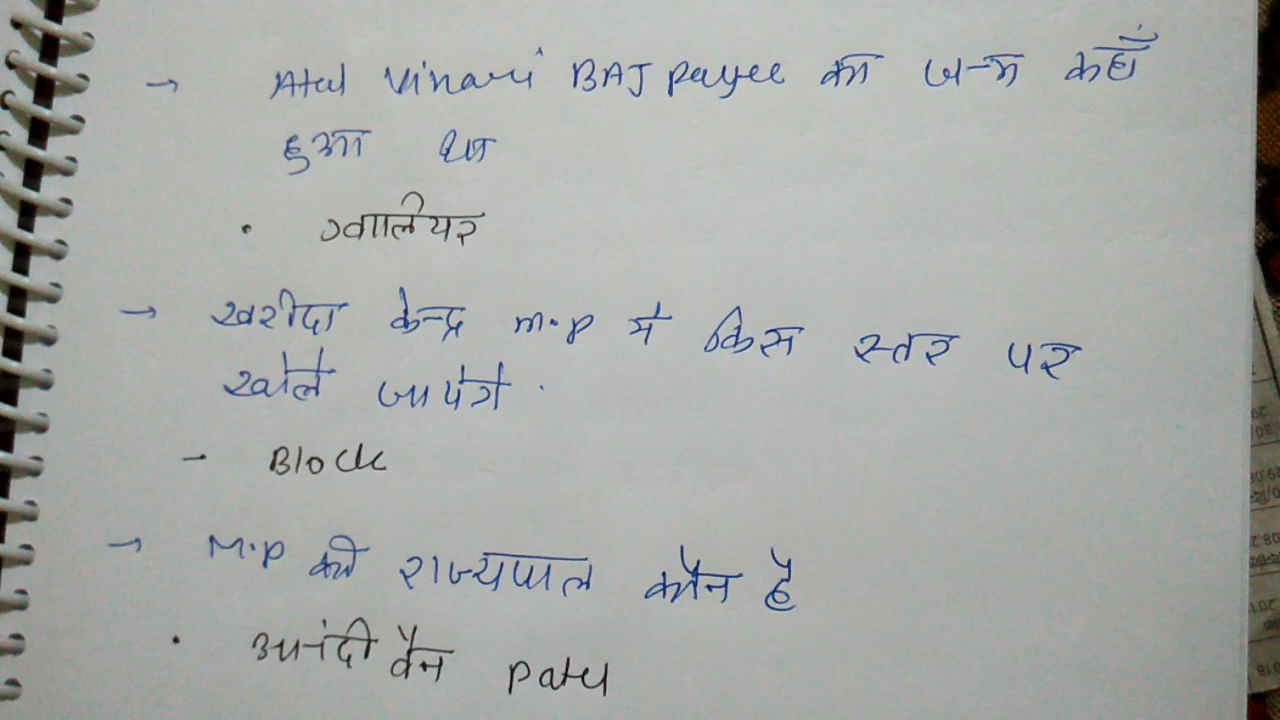 → Atal Vihari BAJpayee का जन्म कहाँ
हुआ था
• ग्वालियर
→ खरीदा केन्द्र m.p मे किस स्तर पर
खोले जायेगे .
- Block
→ M.p की राज्यपाल कौन है
• आनंदी वैन Patel